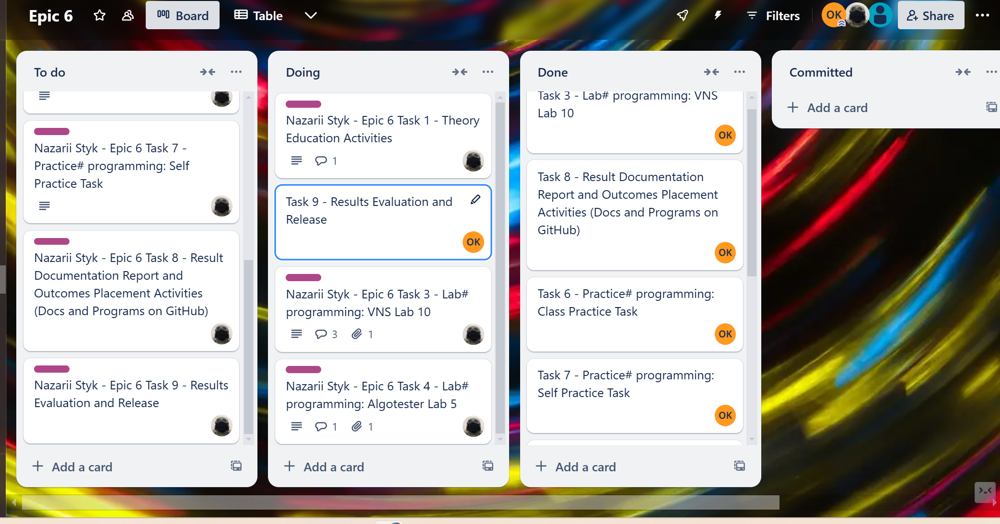 Epic 6
Board
Table
Filters
OK
Share
To do
Nazarii Styk - Epic 6 Task 7 -
Practice# programming: Self
Practice Task
Nazarii Styk - Epic 6 Task 8 - Result
Documentation Report and
Outcomes Placement Activities
(Docs and Programs on GitHub)
Nazarii Styk - Epic 6 Task 9 - Results
Evaluation and Release
+ Add a card
Doing
Nazarii Styk - Epic 6 Task 1 - Theory
Education Activities
1
Task 9 - Results Evaluation and
Release
OK
Nazarii Styk - Epic 6 Task 3 - Lab#
programming: VNS Lab 10
3 1
Nazarii Styk - Epic 6 Task 4 - Lab#
programming: Algotester Lab 5
1 1
+ Add a card
Done
Task 3 - Lab# programming: VNS
Lab 10
OK
Task 8 - Result Documentation
Report and Outcomes Placement
Activities (Docs and Programs on
GitHub)
OK
Task 6 - Practice# programming:
Class Practice Task
OK
Task 7 - Practice# programming:
Self Practice Task
OK
+ Add a card
Committed
+ Add a card